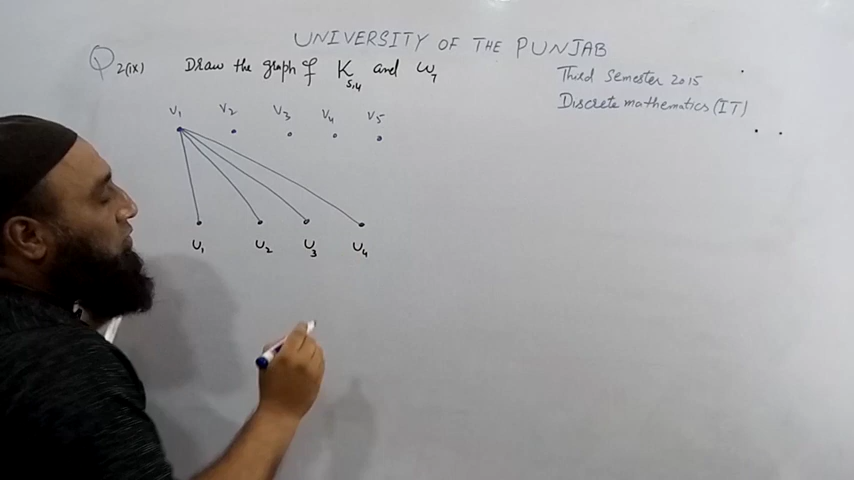 UNIVERSITY OF THE PUNJAB
Q 2(ix) Draw the graph of K5,4 and W7
Third Semester 2015
Discrete mathematics (IT)
V1 V2 V3 V4 V5
U1 U2 U3 U4